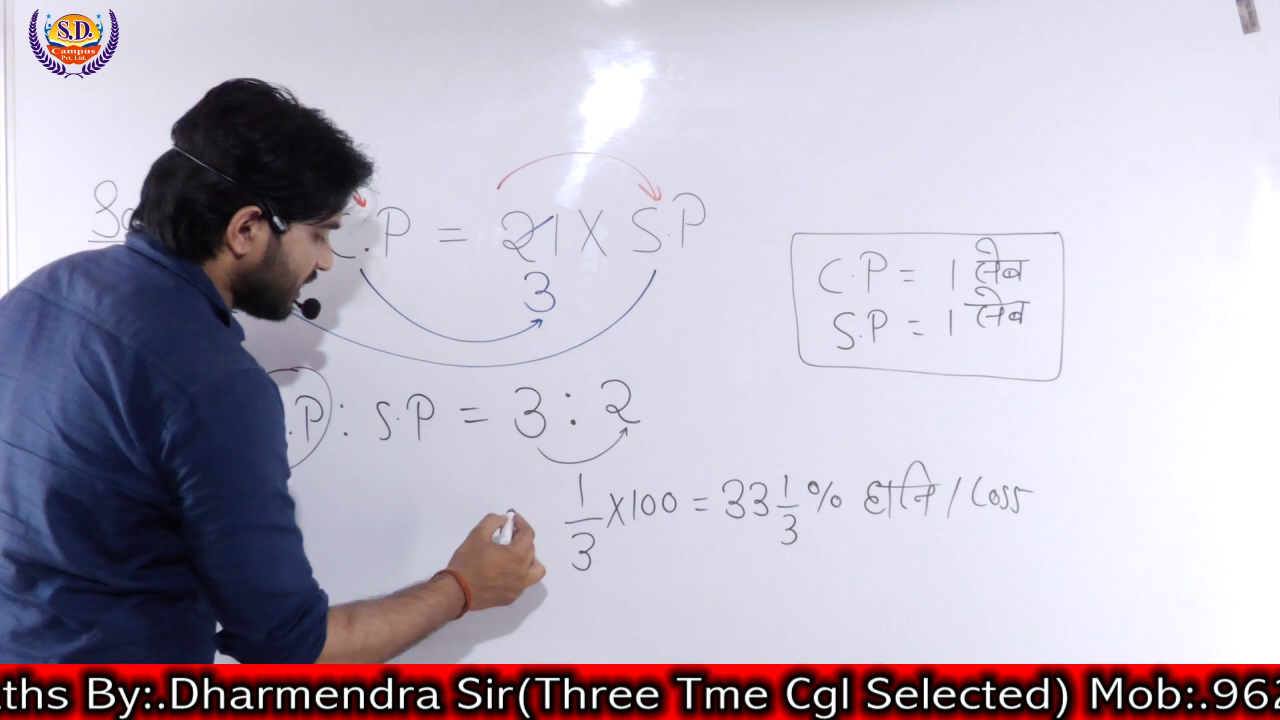 S.D.
Campus
Pvt. Ltd.
.P = 21 X S.P
3
C.P = 1 सेब
S.P = 1 सेब
.P : S.P = 3 : 2
1/3 X 100 = 33 1/3 % हानि / Loss
ths By:.Dharmendra Sir(Three Tme Cgl Selected) Mob:.962